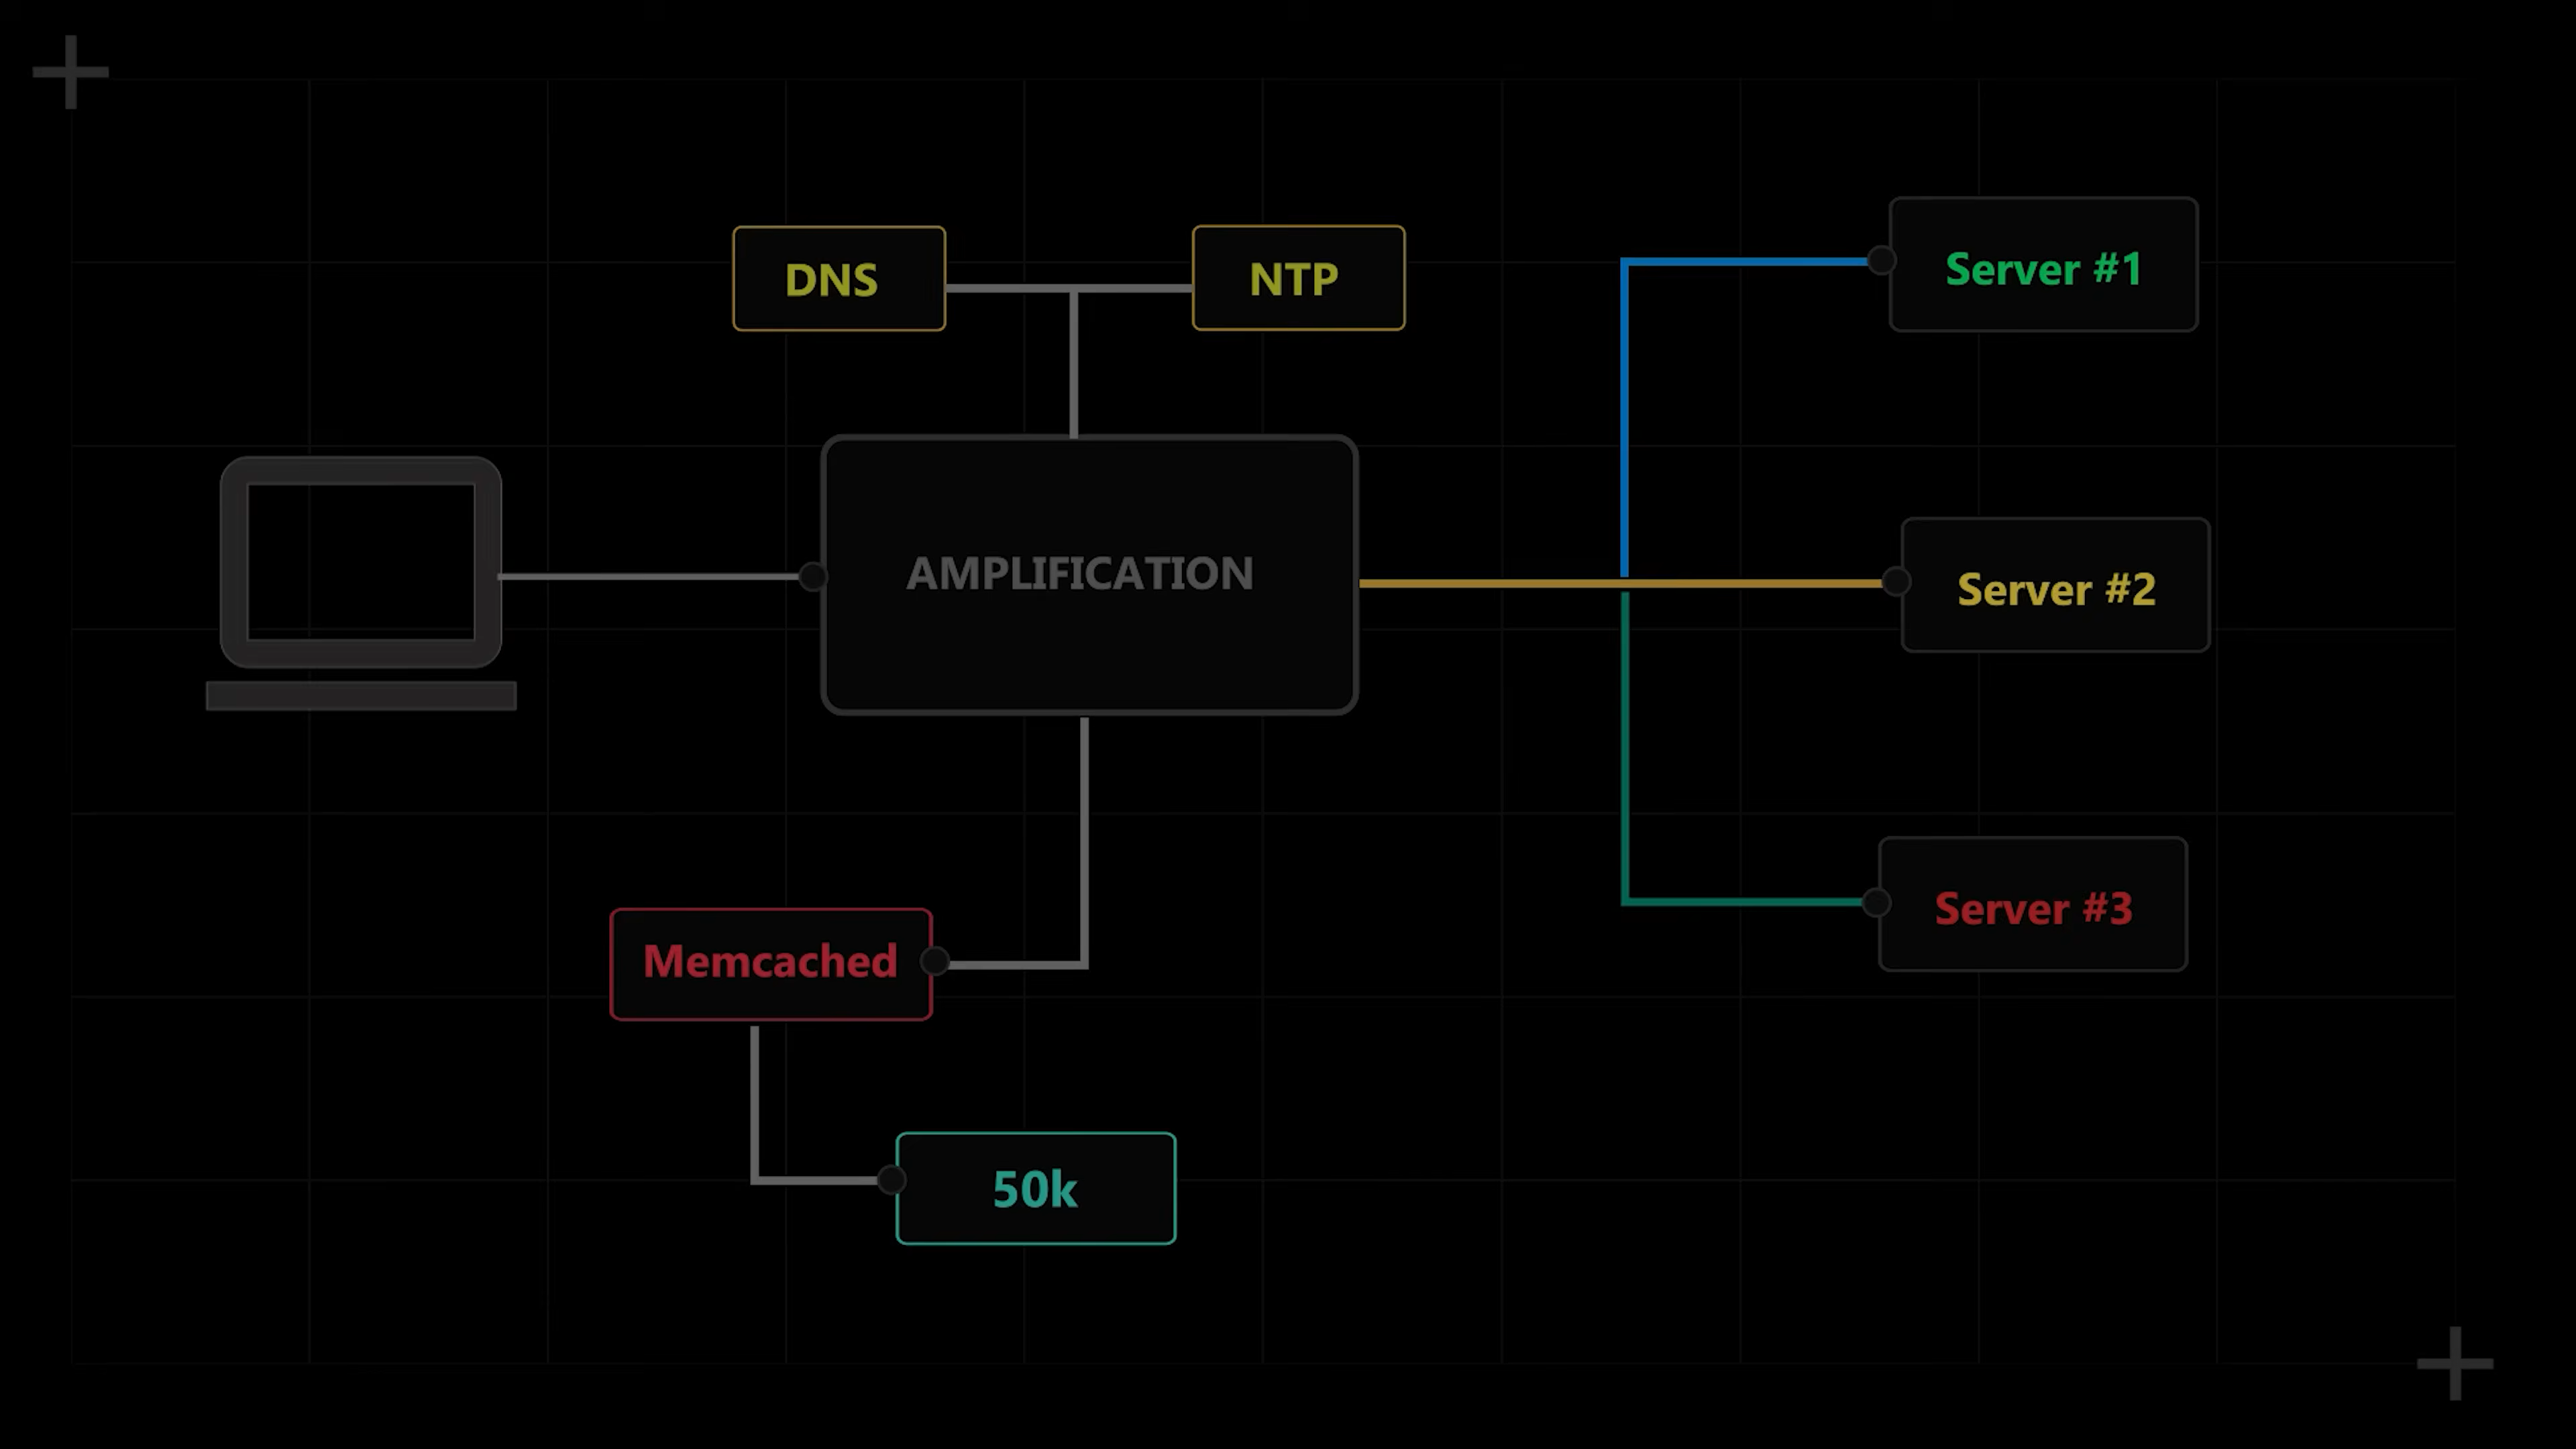 DNS
NTP
Server #1
AMPLIFICATION
Server #2
Server #3
Memcached
50k